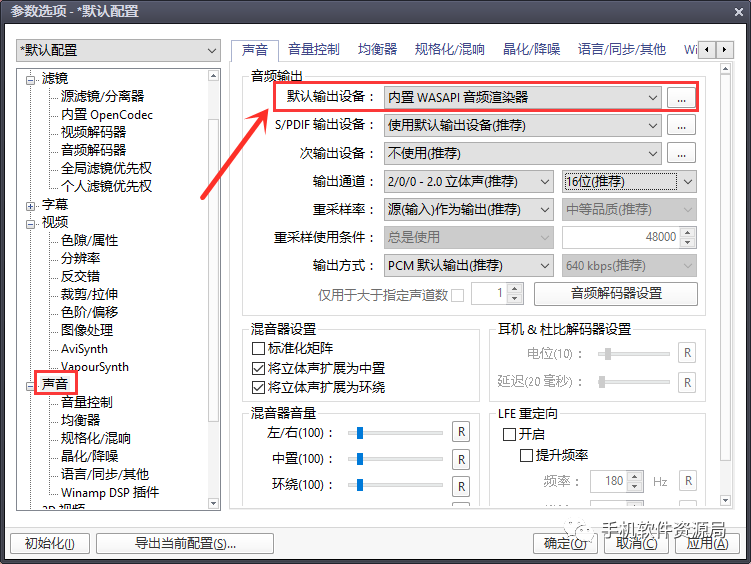 参数选项 - *默认配置
*默认配置
滤镜
源滤镜/分离器
内置 OpenCodec
视频解码器
音频解码器
全局滤镜优先权
个人滤镜优先权
字幕
视频
色隙/属性
分辨率
反交错
裁剪/拉伸
色阶/偏移
图像处理
AviSynth
VapourSynth
声音
音量控制
均衡器
规格化/混响
晶化/降噪
语言/同步/其他
Winamp DSP 插件
声音 音量控制 均衡器 规格化/混响 晶化/降噪 语言/同步/其他 Wi
音频输出
默认输出设备： 内置 WASAPI 音频渲染器 ...
S/PDIF 输出设备： 使用默认输出设备(推荐) ...
次输出设备： 不使用(推荐) ...
输出通道： 2/0/0 - 2.0 立体声(推荐) 16位(推荐)
重采样率： 源(输入)作为输出(推荐) 中等品质(推荐)
重采样使用条件： 总是使用 48000
输出方式： PCM 默认输出(推荐) 640 kbps(推荐)
仅用于大于指定声道数 1 音频解码器设置
混音器设置
标准化矩阵
将立体声扩展为中置
将立体声扩展为环绕
耳机 & 杜比解码器设置
电位(10)： R
延迟(20 毫秒)： R
混音器音量
左/右(100)： R
中置(100)： R
环绕(100)： R
LFE 重定向
开启
提升频率
频率： 180 Hz R
手机软件资源局
初始化(I) 导出当前配置(S)... 确定(O) 取消(C) 应用(A)